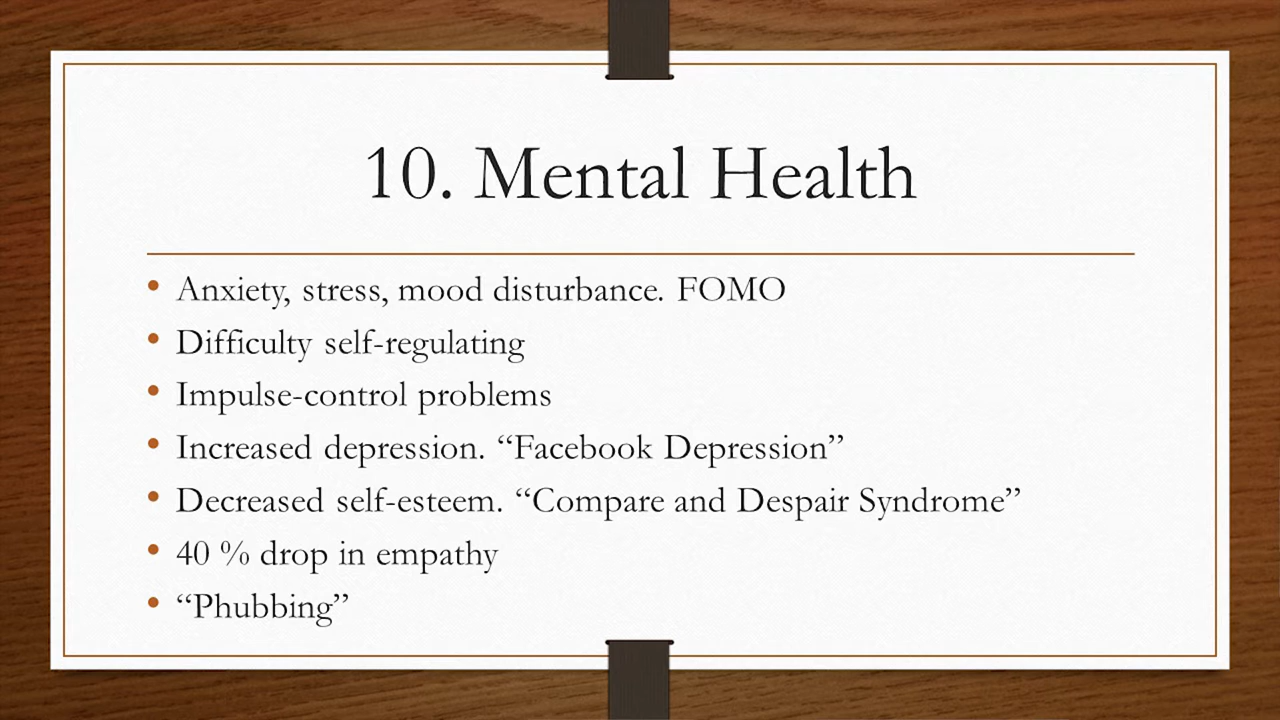 10. Mental Health
• Anxiety, stress, mood disturbance. FOMO
• Difficulty self-regulating
• Impulse-control problems
• Increased depression. “Facebook Depression”
• Decreased self-esteem. “Compare and Despair Syndrome”
• 40 % drop in empathy
• “Phubbing”